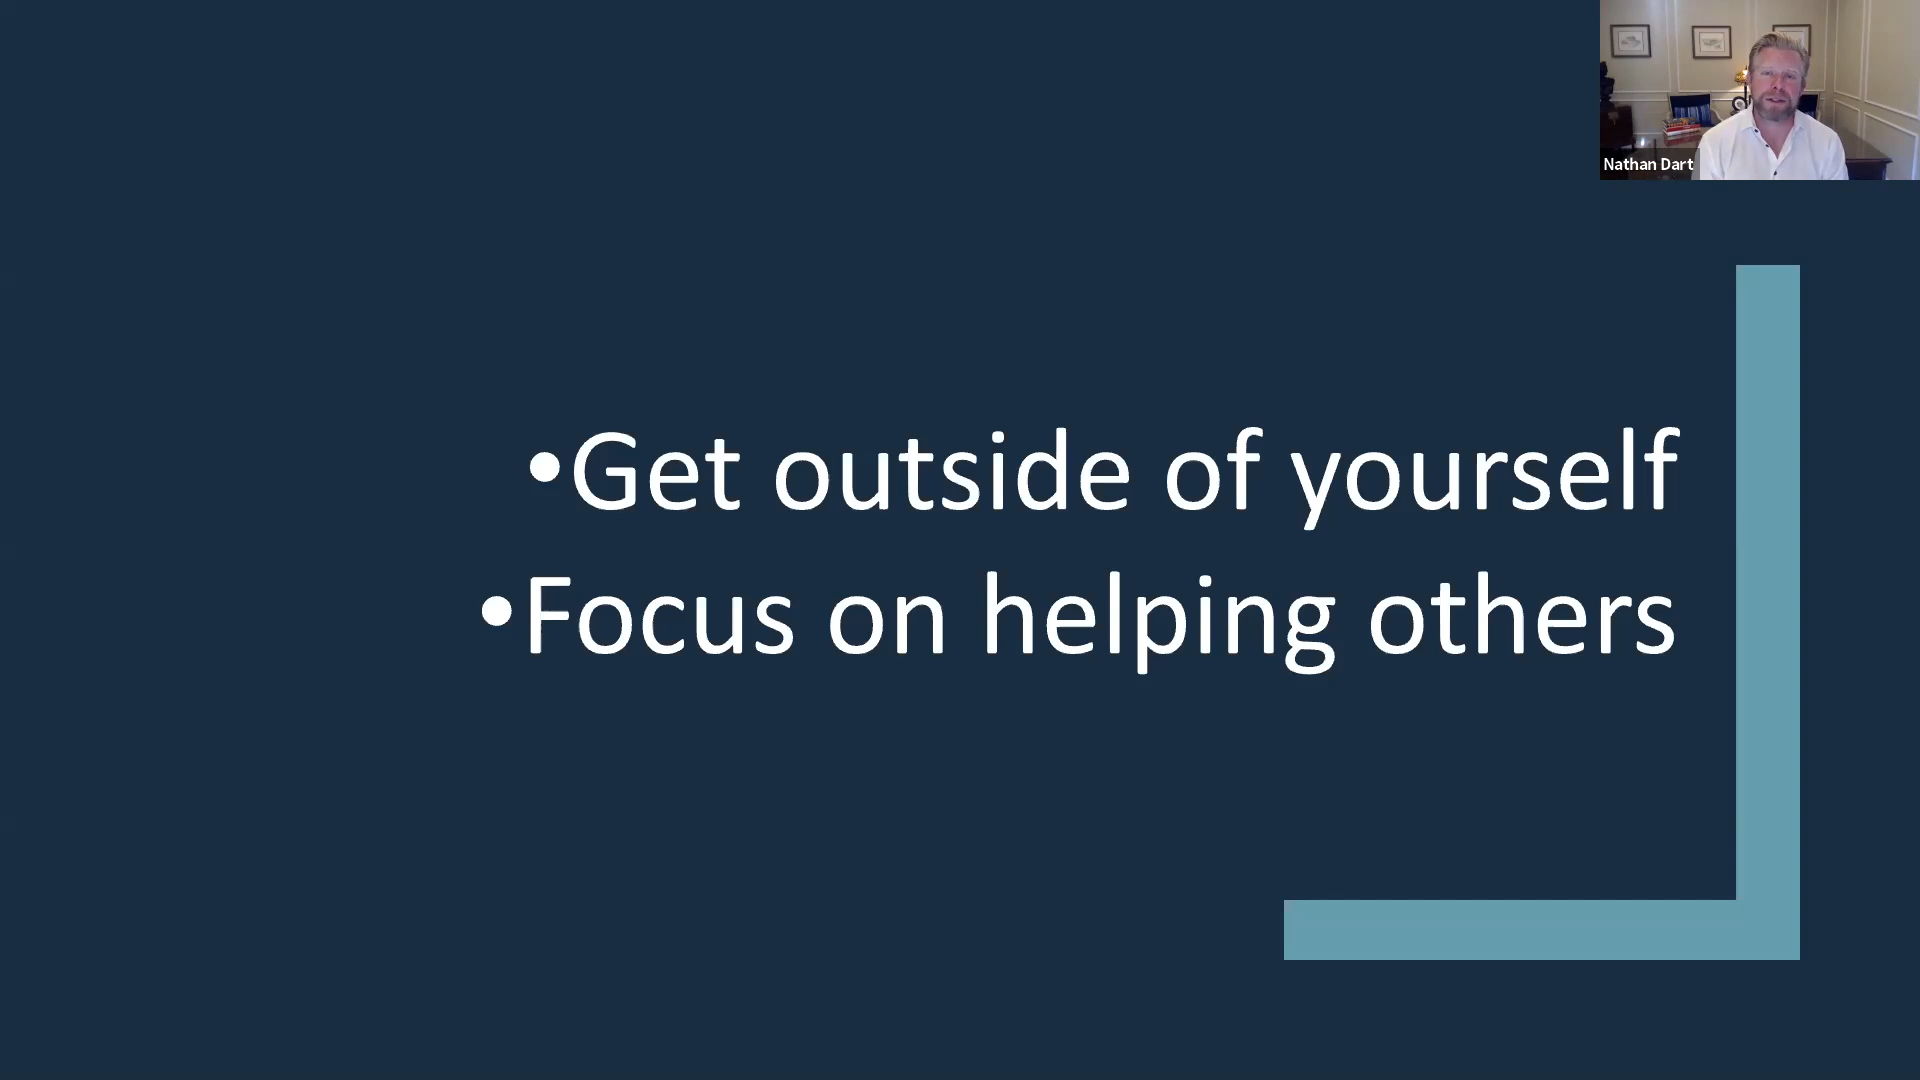 Nathan Dart
•Get outside of yourself
•Focus on helping others